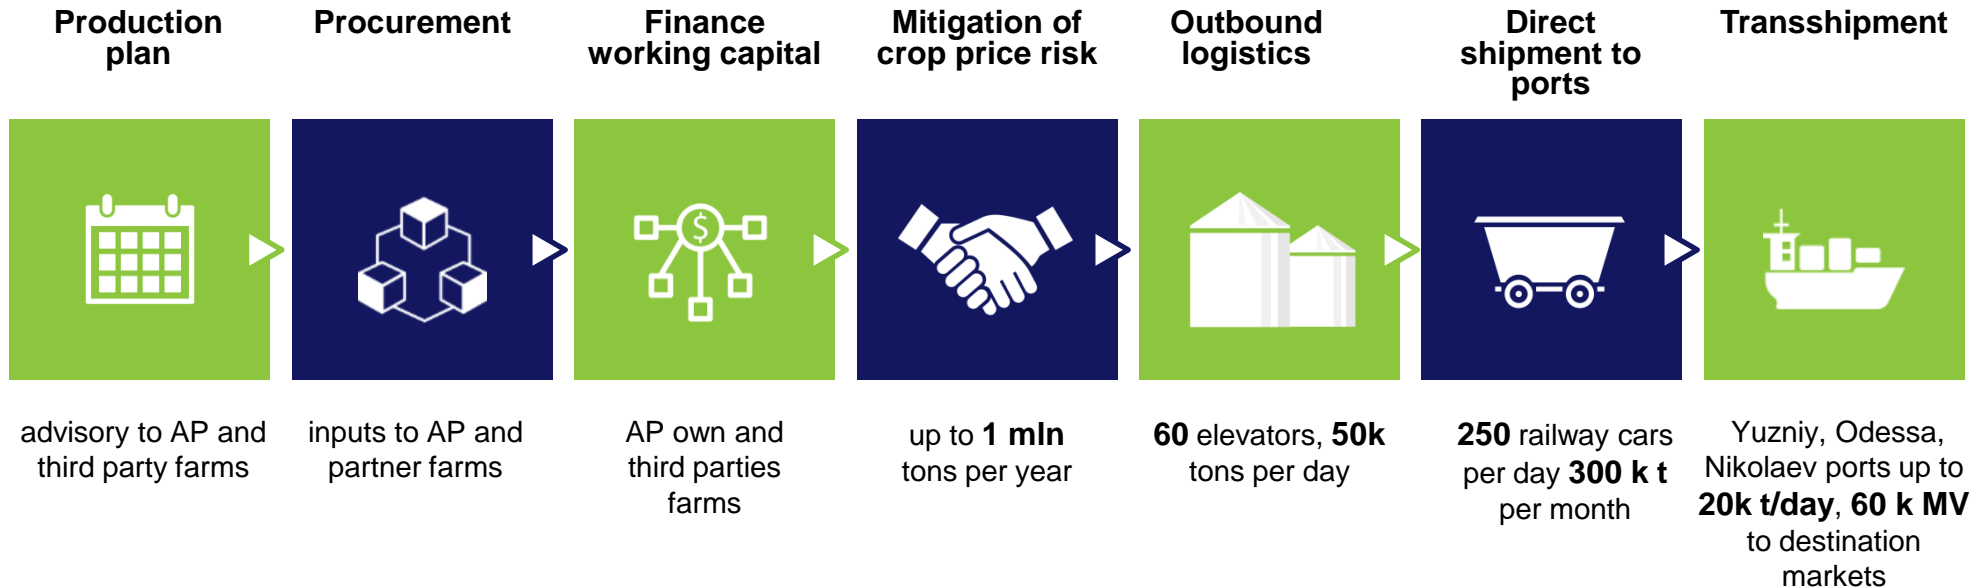 Production
plan
Procurement
Finance
working capital
Mitigation of
crop price risk
Outbound
logistics
Direct
shipment to
ports
Transshipment
$
advisory to AP and
third party farms
inputs to AP and
partner farms
AP own and
third parties
farms
up to 1 mln
tons per year
60 elevators, 50k
tons per day
250 railway cars
per day 300 k t
per month
Yuzniy, Odessa,
Nikolaev ports up to
20k t/day, 60 k MV
to destination
markets